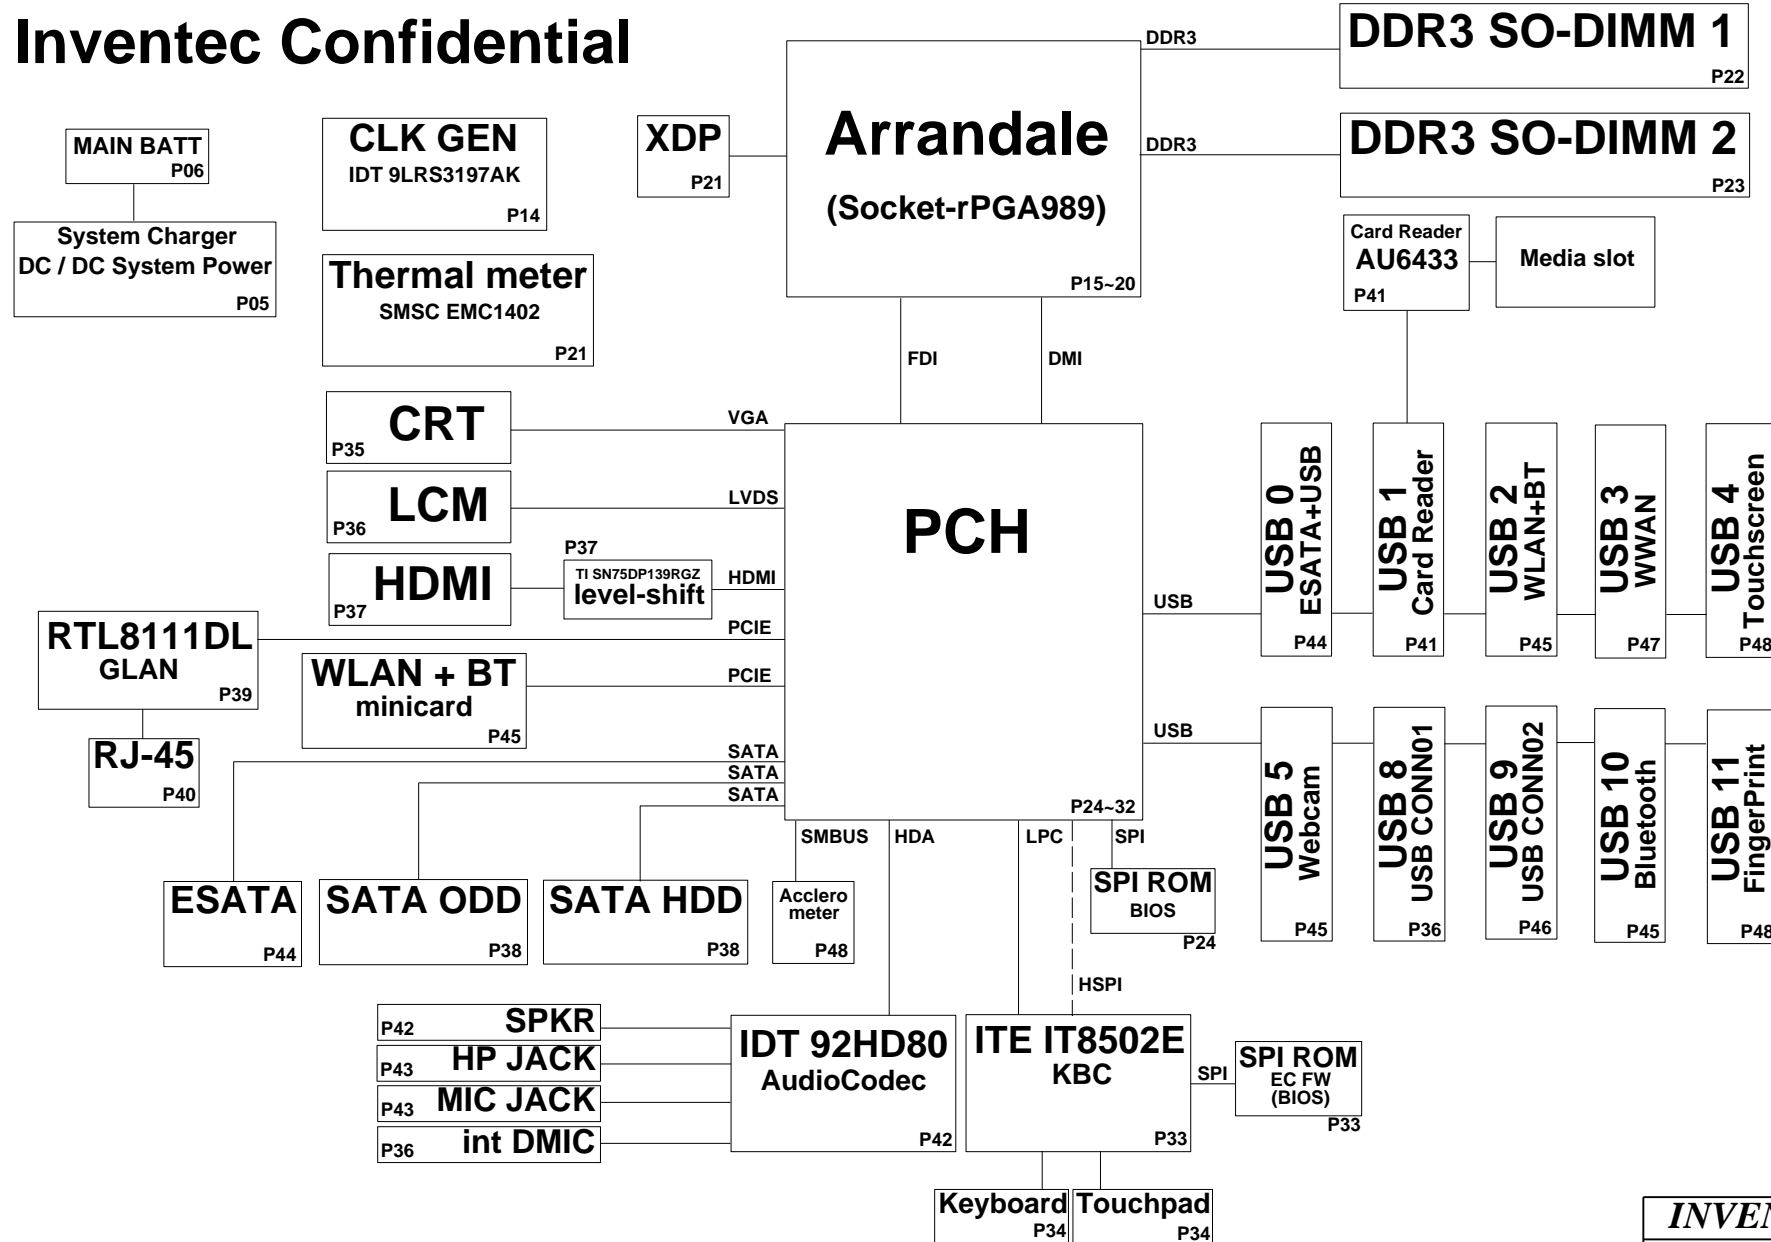 Inventec Confidential
MAIN BATT
P06
System Charger
DC / DC System Power
P05
CLK GEN
IDT 9LRS3197AK
P14
Thermal meter
SMSC EMC1402
P21
XDP
P21
Arrandale
(Socket-rPGA989)
P15~20
DDR3
DDR3 SO-DIMM 1
P22
DDR3
DDR3 SO-DIMM 2
P23
Card Reader
AU6433
P41
Media slot
FDI
DMI
CRT
P35
VGA
LCM
P36
LVDS
HDMI
P37
P37
TI SN75DP139RGZ
level-shift
HDMI
RTL8111DL
GLAN
P39
PCIE
RJ-45
P40
WLAN + BT
minicard
P45
PCIE
SATA
SATA
SATA
PCH
P24~32
USB
USB 0
ESATA+USB
P44
USB 1
Card Reader
P41
USB 2
WLAN+BT
P45
USB 3
WWAN
P47
USB 4
Touchscreen
P48
USB
USB 5
Webcam
P45
USB 8
USB CONN01
P36
USB 9
USB CONN02
P46
USB 10
Bluetooth
P45
USB 11
FingerPrint
P48
SMBUS
HDA
LPC
SPI
ESATA
P44
SATA ODD
P38
SATA HDD
P38
Acclero
meter
P48
SPI ROM
BIOS
P24
HSPI
P42 SPKR
P43 HP JACK
P43 MIC JACK
P36 int DMIC
IDT 92HD80
AudioCodec
P42
ITE IT8502E
KBC
P33
SPI
SPI ROM
EC FW
(BIOS)
P33
Keyboard
P34
Touchpad
P34
INVEN